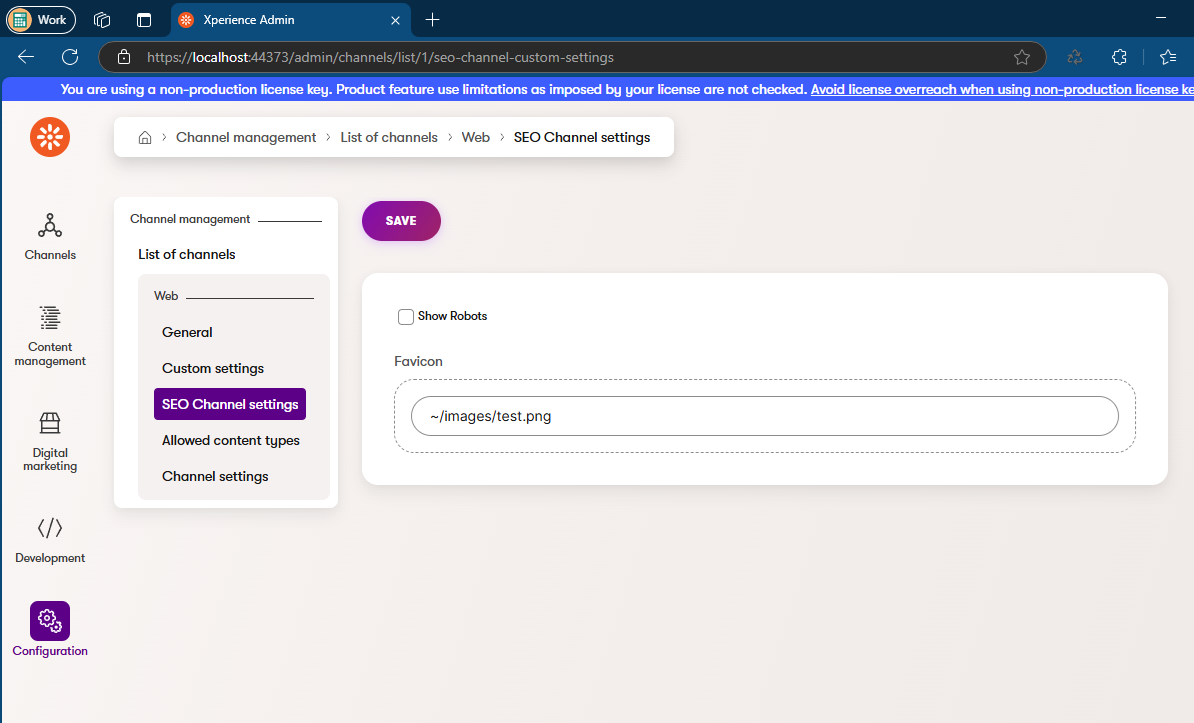 Work
Xperience Admin
https://localhost:44373/admin/channels/list/1/seo-channel-custom-settings
You are using a non-production license key. Product feature use limitations as imposed by your license are not checked. Avoid license overreach when using non-production license ke
Channel management > List of channels > Web > SEO Channel settings
Channels
Content
management
Digital
marketing
Development
Configuration
Channel management
List of channels
Web
General
Custom settings
SEO Channel settings
Allowed content types
Channel settings
SAVE
Show Robots
Favicon
~/images/test.png